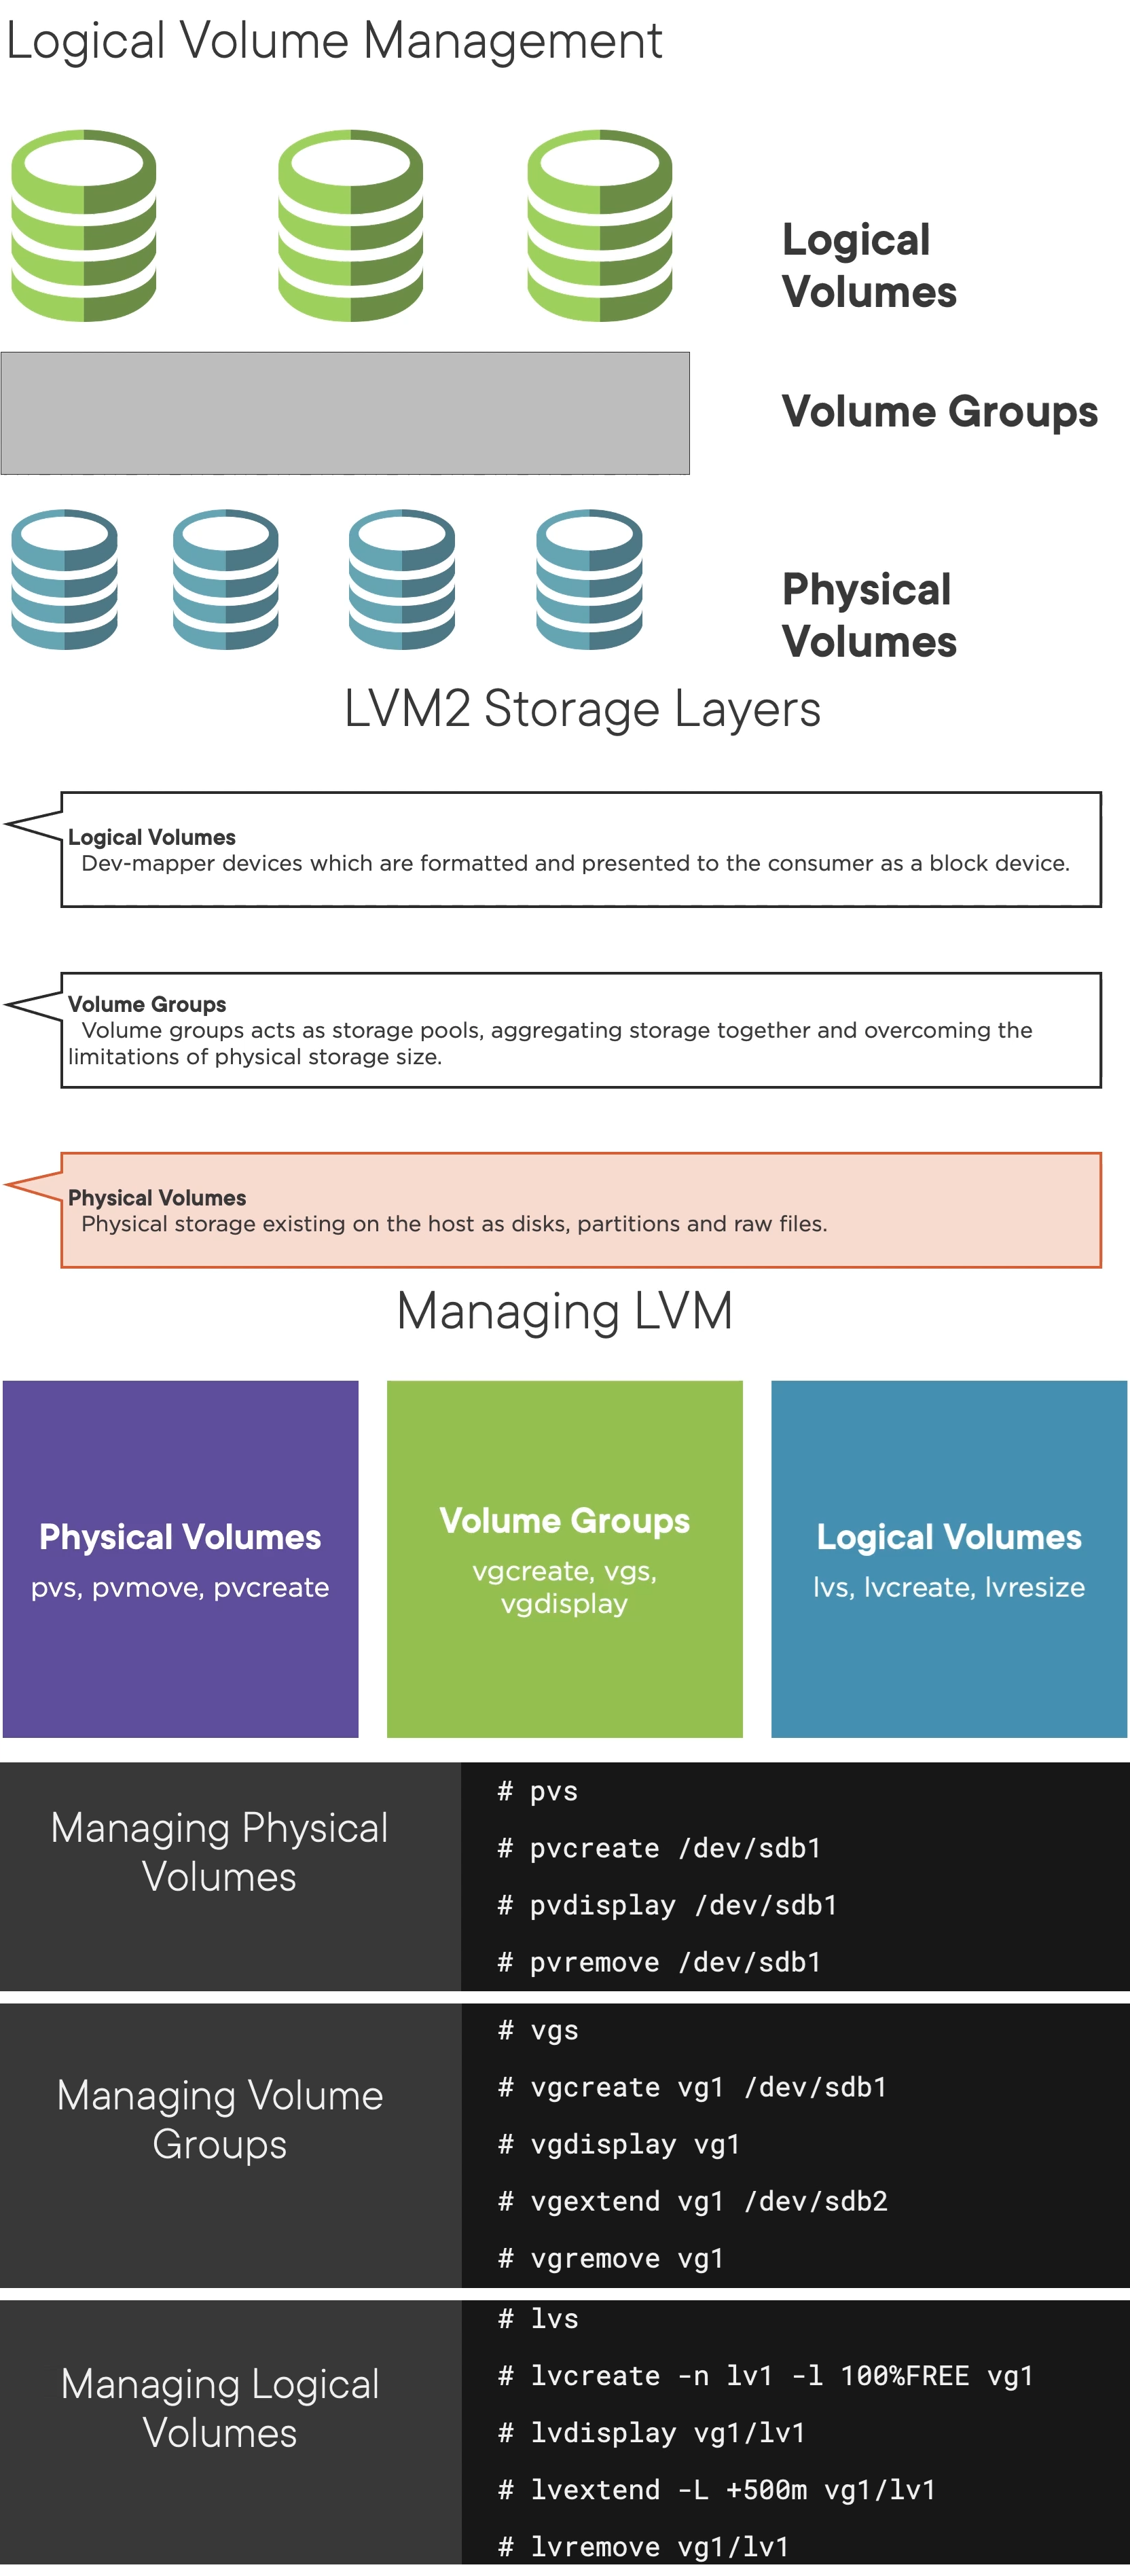 Logical Volume Management
Logical
Volumes
Volume Groups
Physical
Volumes
LVM2 Storage Layers
Logical Volumes
Dev-mapper devices which are formatted and presented to the consumer as a block device.
Volume Groups
Volume groups acts as storage pools, aggregating storage together and overcoming the
limitations of physical storage size.
Physical Volumes
Physical storage existing on the host as disks, partitions and raw files.
Managing LVM
Physical Volumes
pvs, pvmove, pvcreate
Volume Groups
vgcreate, vgs,
vgdisplay
Logical Volumes
lvs, lvcreate, lvresize
Managing Physical
Volumes
# pvs
# pvcreate /dev/sdb1
# pvdisplay /dev/sdb1
# pvremove /dev/sdb1
Managing Volume
Groups
# vgs
# vgcreate vg1 /dev/sdb1
# vgdisplay vg1
# vgextend vg1 /dev/sdb2
# vgremove vg1
Managing Logical
Volumes
# lvs
# lvcreate -n lv1 -l 100%FREE vg1
# lvdisplay vg1/lv1
# lvextend -L +500m vg1/lv1
# lvremove vg1/lv1